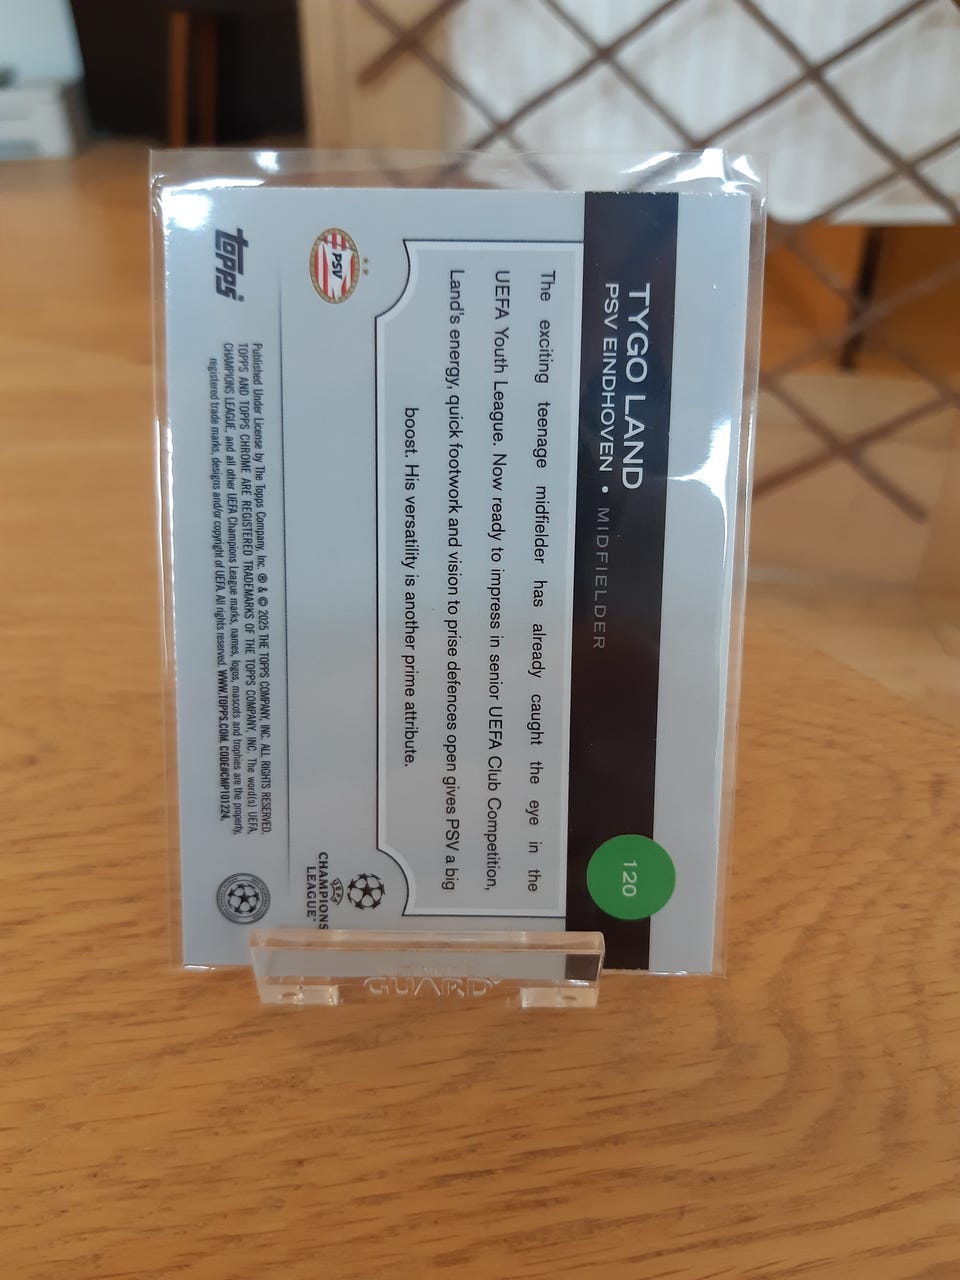 TYGO LAND
PSV EINDHOVEN • MIDFIELDER
120
The exciting teenage midfielder has already caught the eye in the
UEFA Youth League. Now ready to impress in senior UEFA Club Competition,
Land's energy, quick footwork and vision to prise defences open gives PSV a big
boost. His versatility is another prime attribute.
PSV
UEFA
CHAMPIONS
LEAGUE
topps
Published Under License by The Topps Company, Inc. ® & © 2025 THE TOPPS COMPANY, INC. ALL RIGHTS RESERVED.
TOPPS AND TOPPS CHROME ARE REGISTERED TRADEMARKS OF THE TOPPS COMPANY, INC. The word(s) UEFA,
CHAMPIONS LEAGUE, and all other UEFA Champions League marks, names, logos, mascots and trophies are the property,
registered trade marks, designs and/or copyright of UEFA. All rights reserved. WWW.TOPPS.COM. CODE#CMP101224.
GUARD